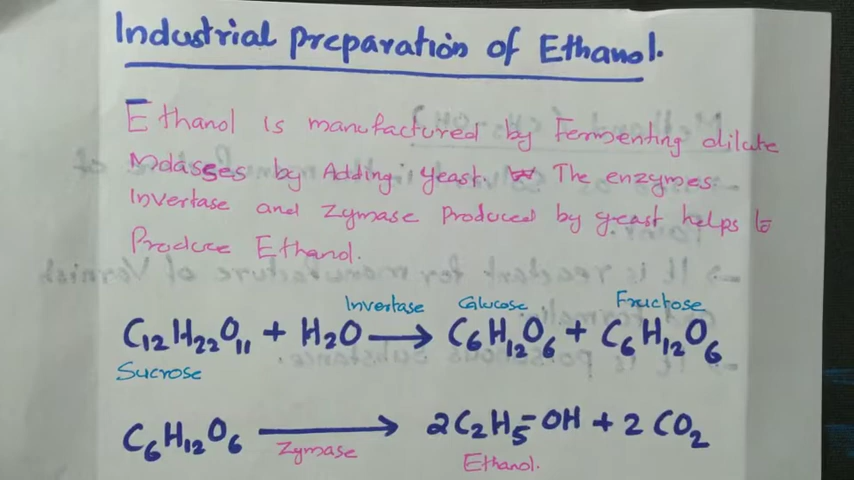 Industrial preparation of Ethanol.
Ethanol is manufactured by Fermenting dilute
Molasses by Adding yeast. The enzymes
Invertase and Zymase Produced by yeast helps to
Produce Ethanol.
Invertase Glucose Fructose
C₁₂H₂₂O₁₁ + H₂O ⟶ C₆H₁₂O₆ + C₆H₁₂O₆
Sucrose
C₆H₁₂O₆ ⟶ 2C₂H₅-OH + 2CO₂
Zymase Ethanol.